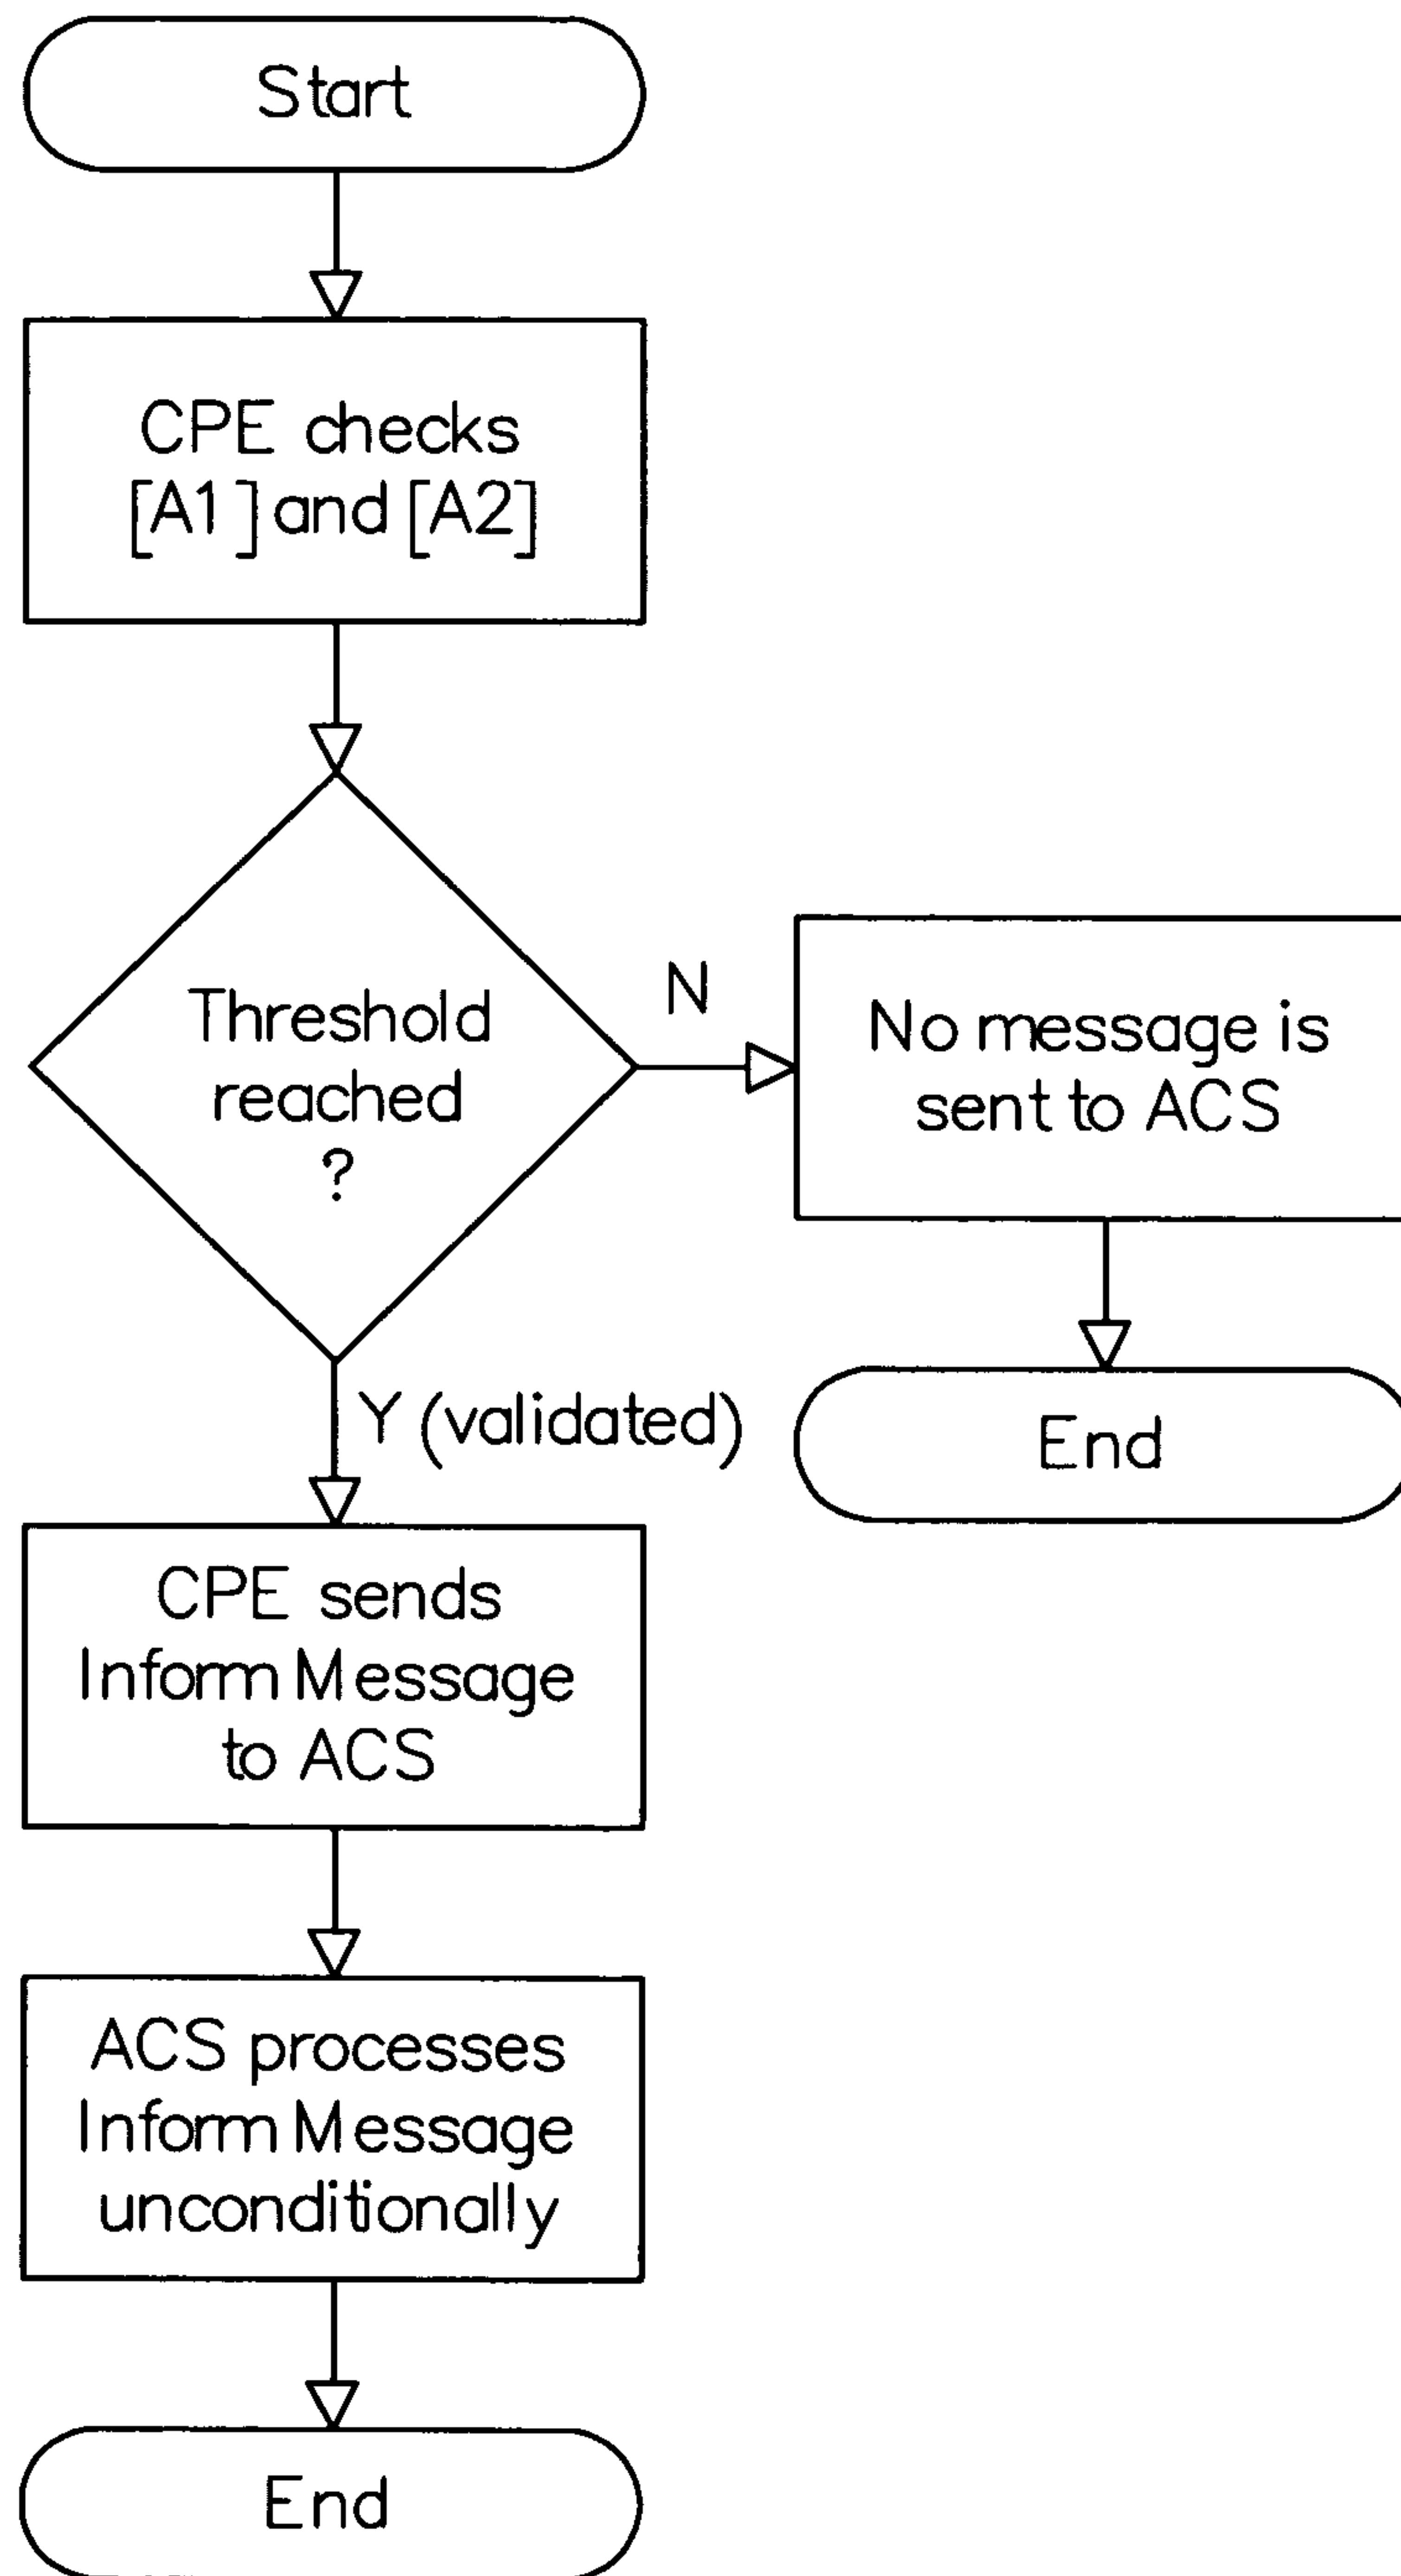 Start
CPE checks
[A1] and [A2]
Threshold
reached
?
N
No message is
sent to ACS
End
Y (validated)
CPE sends
Inform Message
to ACS
ACS processes
Inform Message
unconditionally
End